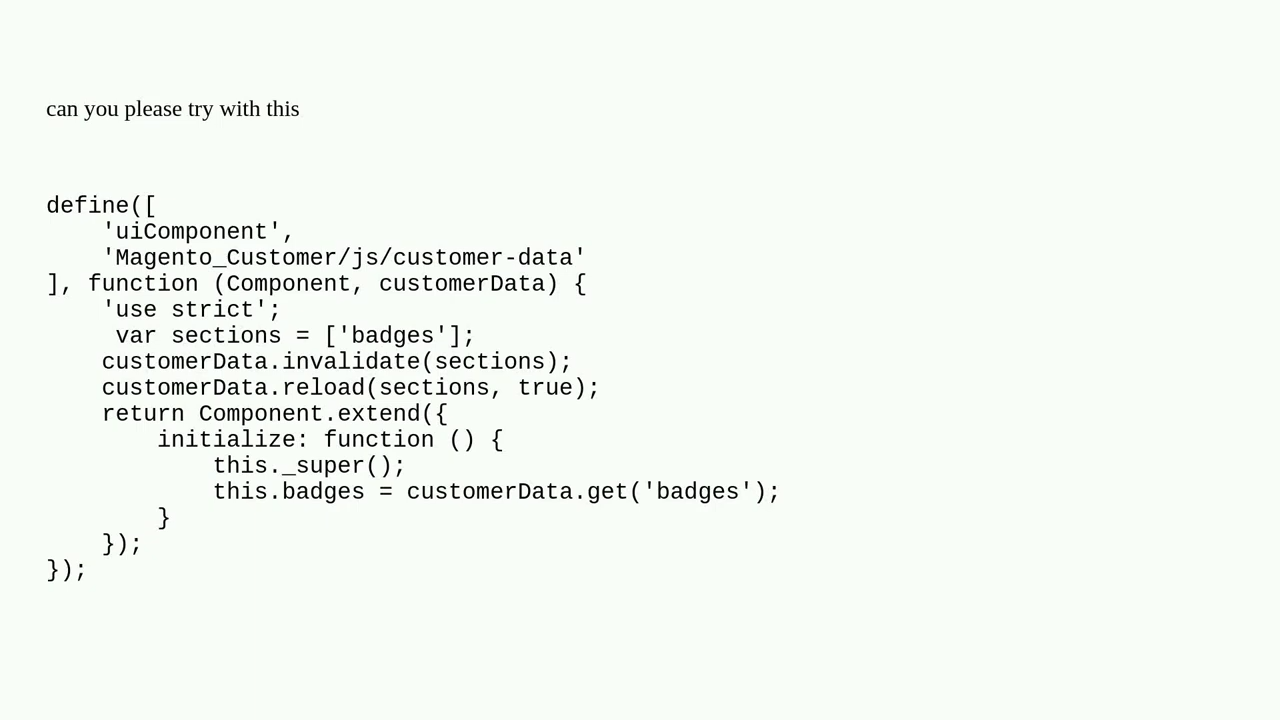 can you please try with this
define([
    'uiComponent',
    'Magento_Customer/js/customer-data'
], function (Component, customerData) {
    'use strict';
     var sections = ['badges'];
    customerData.invalidate(sections);
    customerData.reload(sections, true);
    return Component.extend({
        initialize: function () {
            this._super();
            this.badges = customerData.get('badges');
        }
    });
});